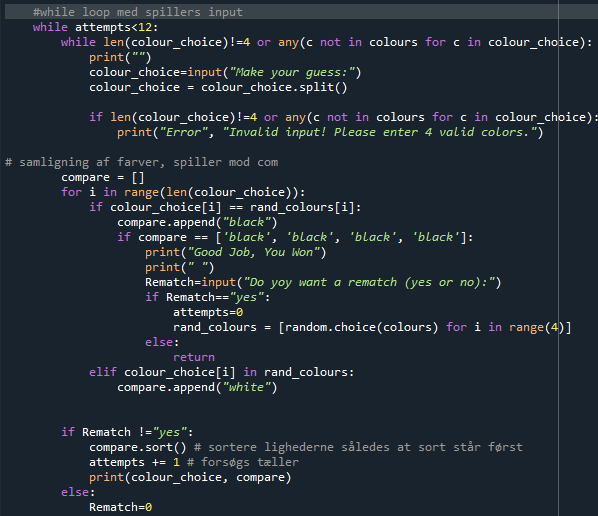 #while loop med spillers input
while attempts<12:
while len(colour_choice)!=4 or any(c not in colours for c in colour_choice):
print("")
colour_choice=input("Make your guess:")
colour_choice = colour_choice.split()
if len(colour_choice)!=4 or any(c not in colours for c in colour_choice):
print("Error", "Invalid input! Please enter 4 valid colors.")
# samligning af farver, spiller mod com
compare = []
for i in range(len(colour_choice)):
if colour_choice[i] == rand_colours[i]:
compare.append("black")
if compare == ['black', 'black', 'black', 'black']:
print("Good Job, You Won")
print(" ")
Rematch=input("Do yoy want a rematch (yes or no):")
if Rematch=="yes":
attempts=0
rand_colours = [random.choice(colours) for i in range(4)]
else:
return
elif colour_choice[i] in rand_colours:
compare.append("white")
if Rematch !="yes":
compare.sort() # sortere lighederne således at sort står først
attempts += 1 # forsøgs tæller
print(colour_choice, compare)
else:
Rematch=0